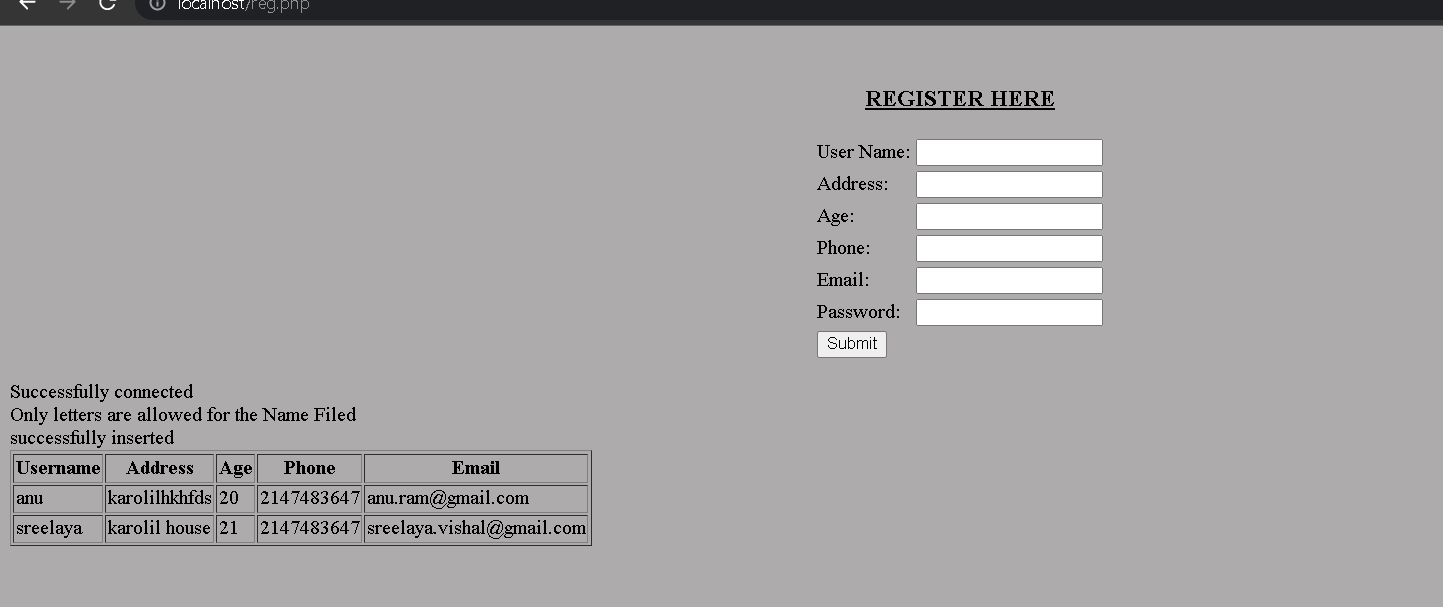 localhost/reg.php
REGISTER HERE
User Name:
Address:
Age:
Phone:
Email:
Password:
Submit
Successfully connected
Only letters are allowed for the Name Filed
successfully inserted
Username Address Age Phone Email
anu karolilhkhfds 20 2147483647 anu.ram@gmail.com
sreelaya karolil house 21 2147483647 sreelaya.vishal@gmail.com